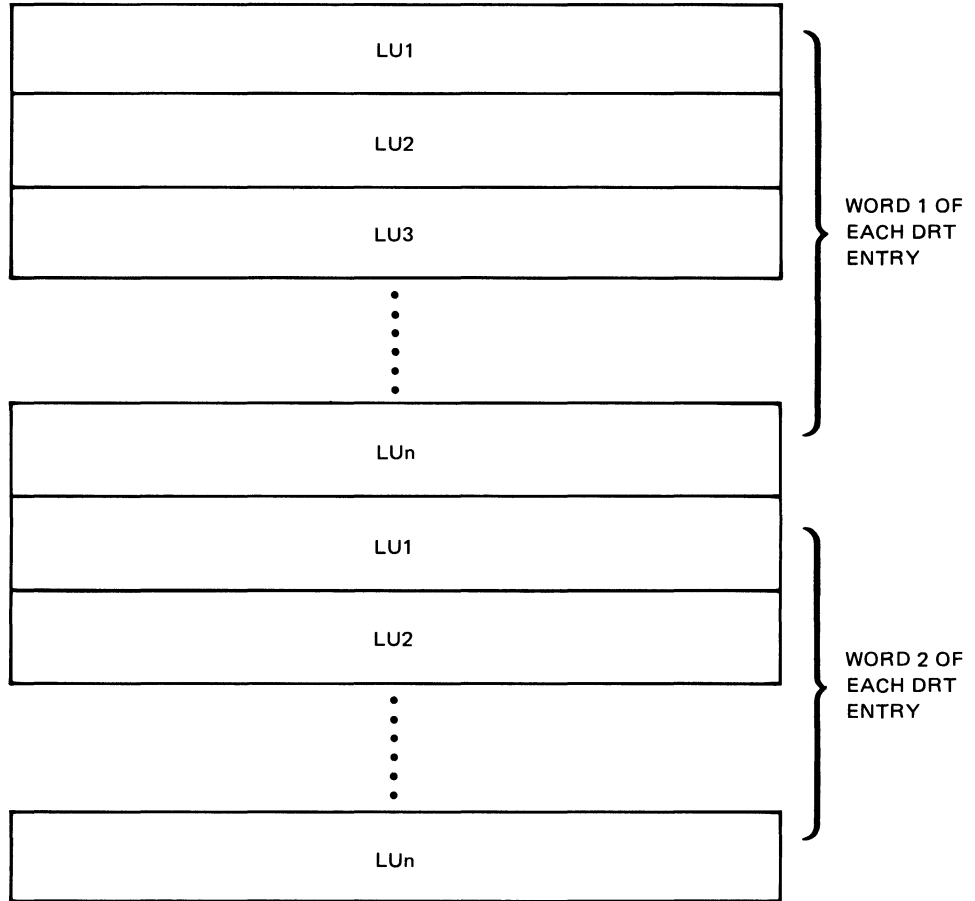 LU1
LU2
LU3
WORD 1 OF
EACH DRT
ENTRY
LUn
LU1
LU2
WORD 2 OF
EACH DRT
ENTRY
LUn